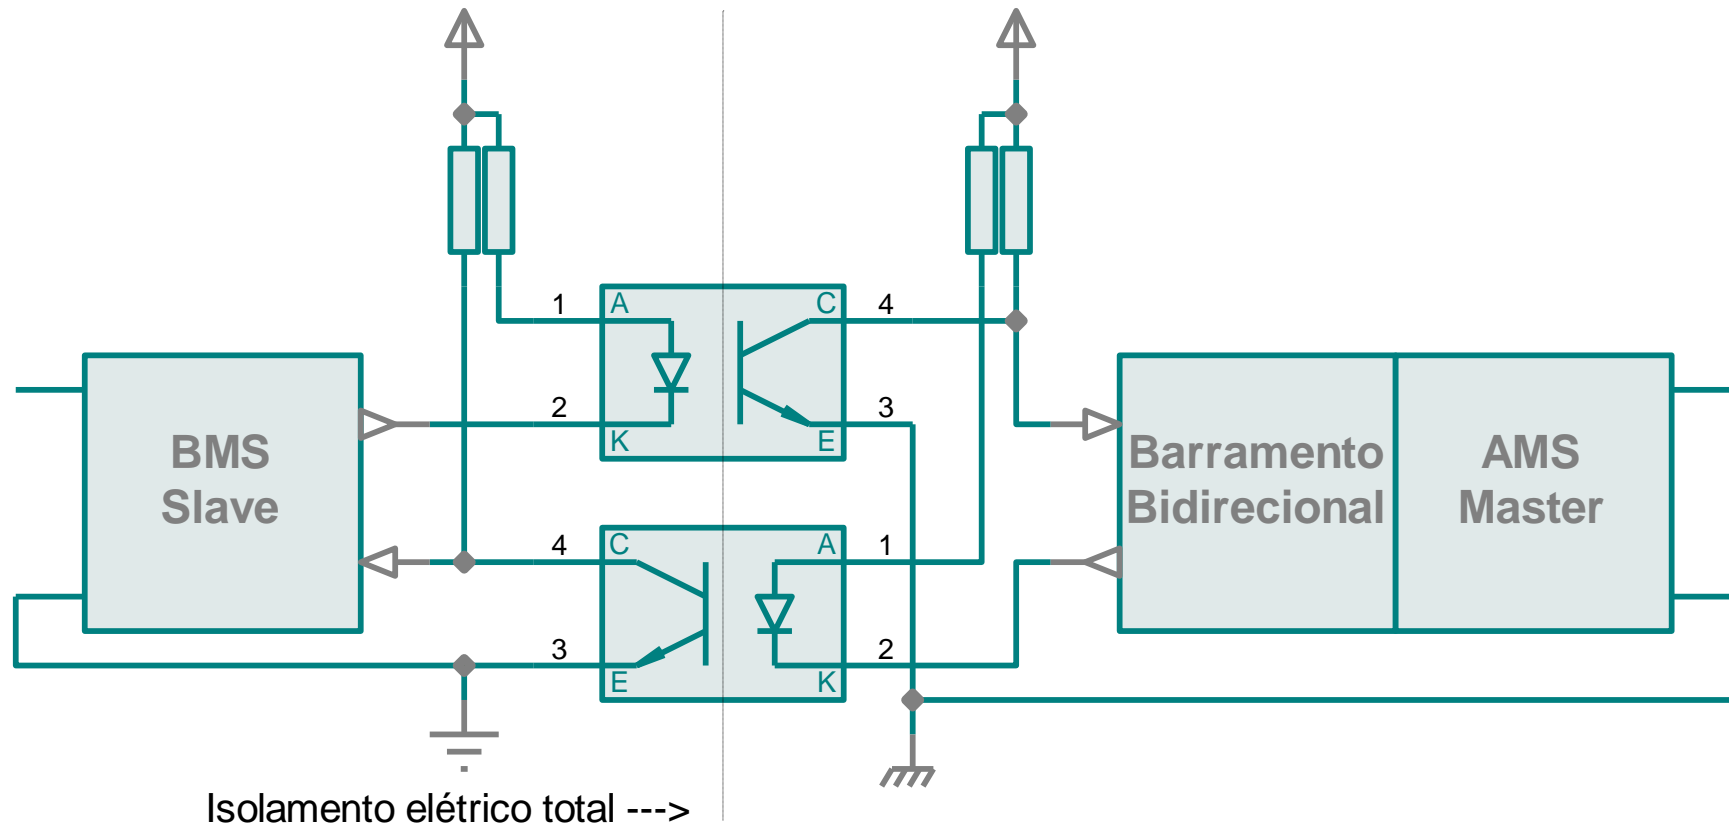 1
A
C
4
2
K
E
3
BMS
Slave
Barramento
Bidirecional
AMS
Master
4
C
A
1
3
E
K
2
Isolamento elétrico total --->